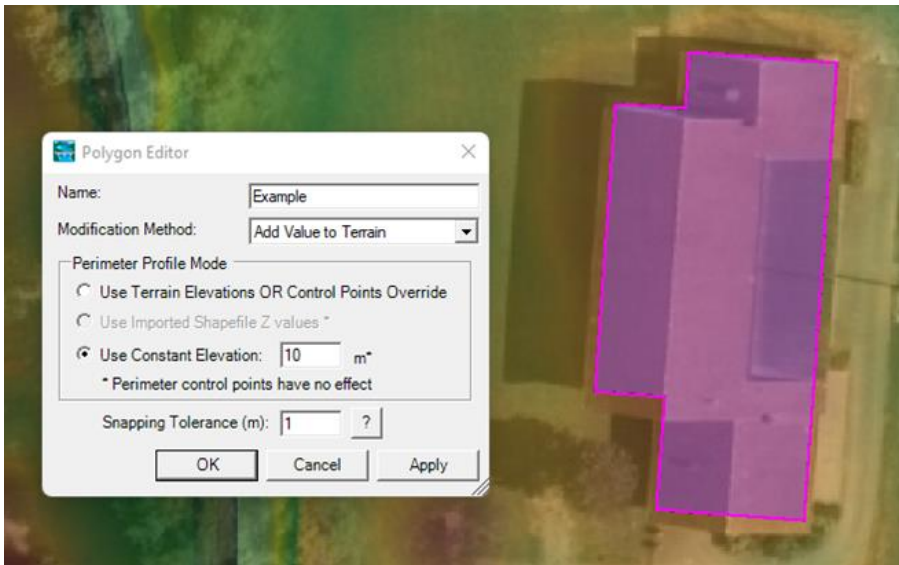 Polygon Editor
Name: Example
Modification Method: Add Value to Terrain
Perimeter Profile Mode
Use Terrain Elevations OR Control Points Override
Use Imported Shapefile Z values *
Use Constant Elevation: 10 m*
* Perimeter control points have no effect
Snapping Tolerance (m): 1 ?
OK Cancel Apply